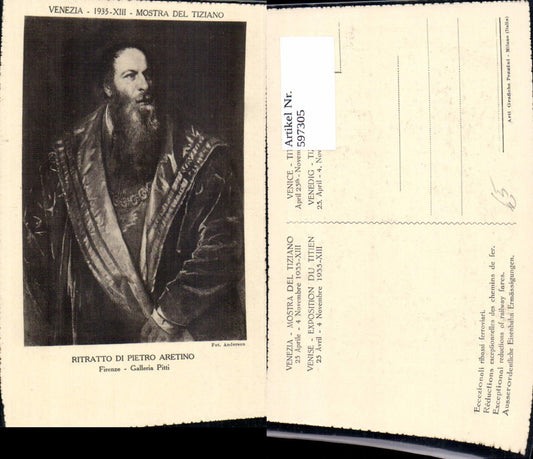 VENEZIA - 1935-XIII - MOSTRA DEL TIZIANO
Fot. Anderson
RITRATTO DI PIETRO ARETINO
Firenze - Galleria Pitti
Artikel Nr.
597305
VENEZIA - MOSTRA DEL TIZIANO
25 Aprile - 4 Novembre 1935-XIII
VENISE - EXPOSITION DU TITIEN
25 Avril - 4 Novembre 1935-XIII
VENICE - TI
April 25th - Novem
VENEDIG - TI
25. April - 4. Nove
Eccezionali ribassi ferroviari.
Réductions exceptionnelles des chemins de fer.
Exceptional reductions of railway fares.
Ausserordentliche Eisenbahn Ermässigungen.
Arti Grafiche Pezzini - Milano (Italia)